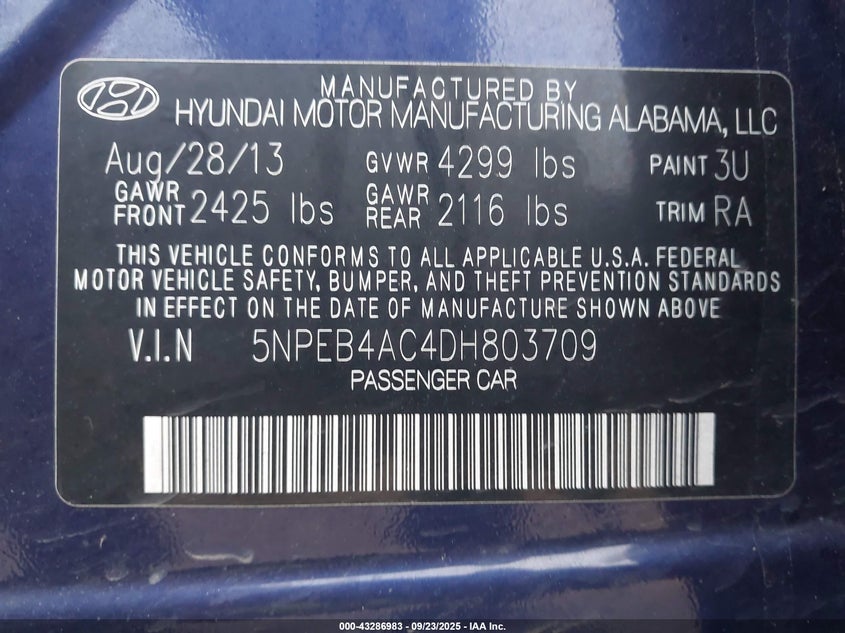 MANUFACTURED BY
HYUNDAI MOTOR MANUFACTURING ALABAMA, LLC
Aug/28/13 GVWR 4299 lbs PAINT 3U
GAWR FRONT 2425 lbs GAWR REAR 2116 lbs TRIM RA
THIS VEHICLE CONFORMS TO ALL APPLICABLE U.S.A. FEDERAL
MOTOR VEHICLE SAFETY, BUMPER, AND THEFT PREVENTION STANDARDS
IN EFFECT ON THE DATE OF MANUFACTURE SHOWN ABOVE
V.I.N 5NPEB4AC4DH803709
PASSENGER CAR
000-43286983 - 09/23/2025 - IAA Inc.